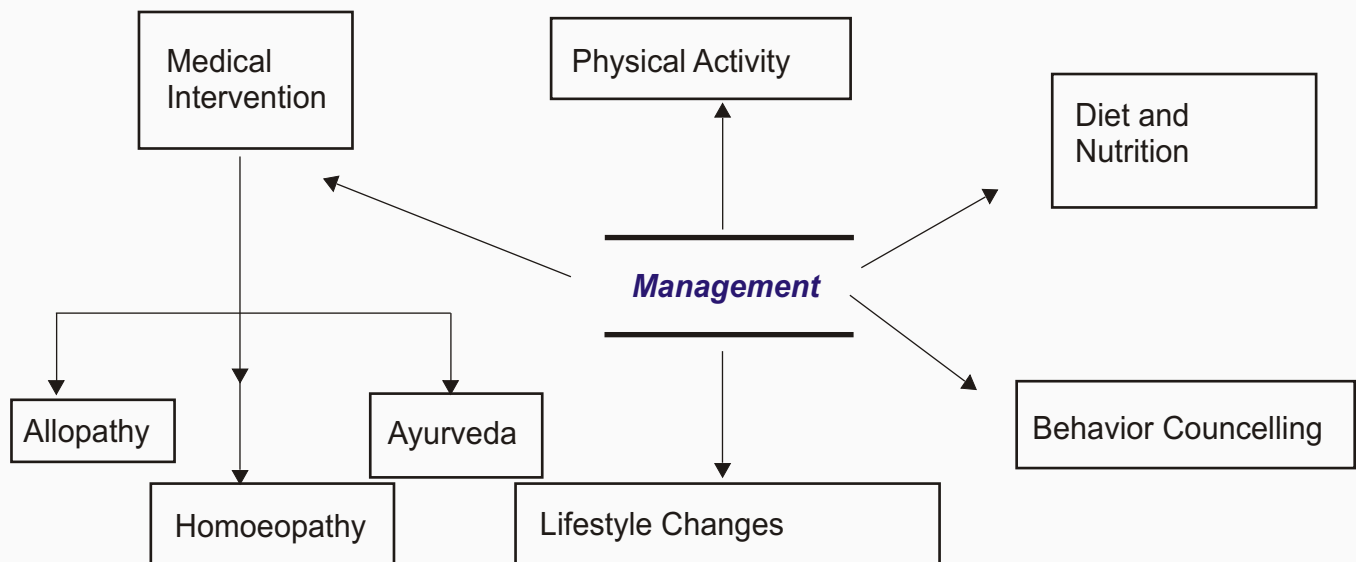 Medical
Intervention
Physical Activity
Diet and
Nutrition
Management
Allopathy
Ayurveda
Behavior Councelling
Homoeopathy
Lifestyle Changes